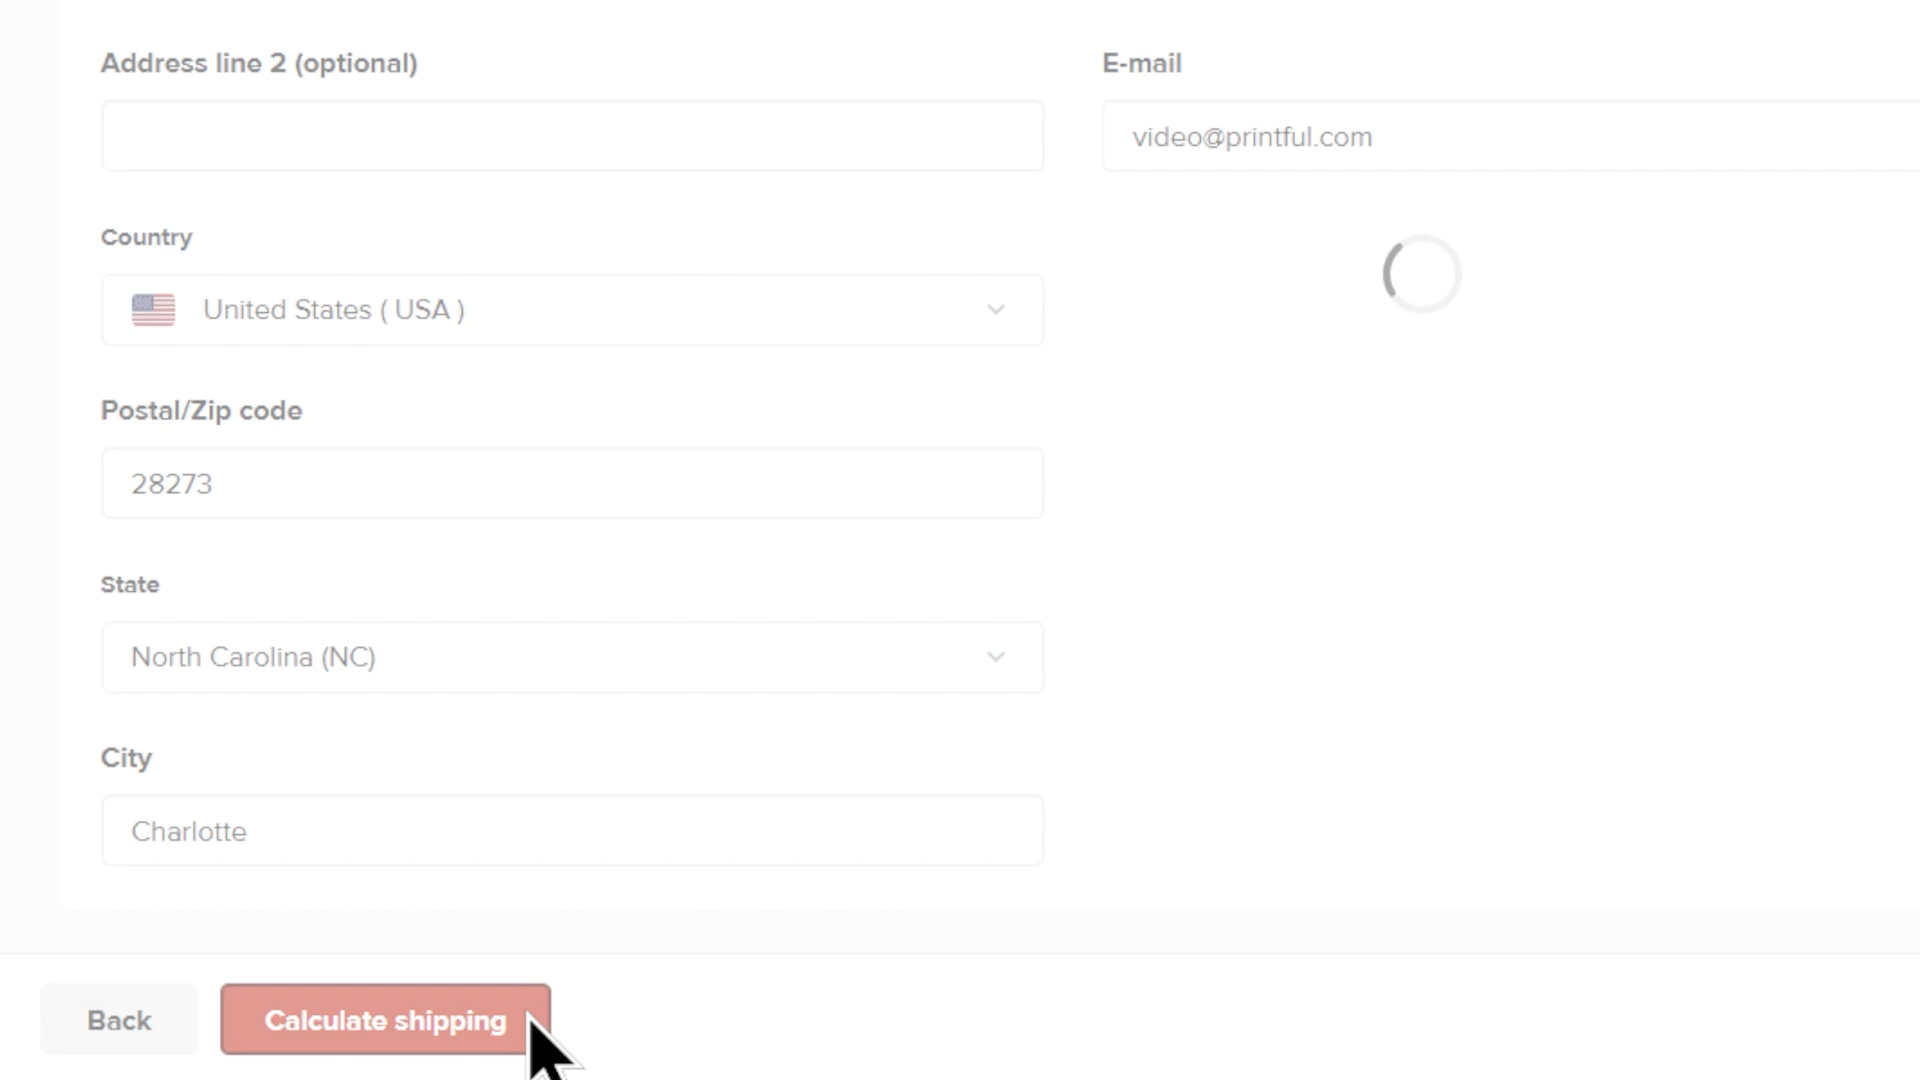 Address line 2 (optional)
E-mail
video@printful.com
Country
United States ( USA )
Postal/Zip code
28273
State
North Carolina (NC)
City
Charlotte
Back
Calculate shipping